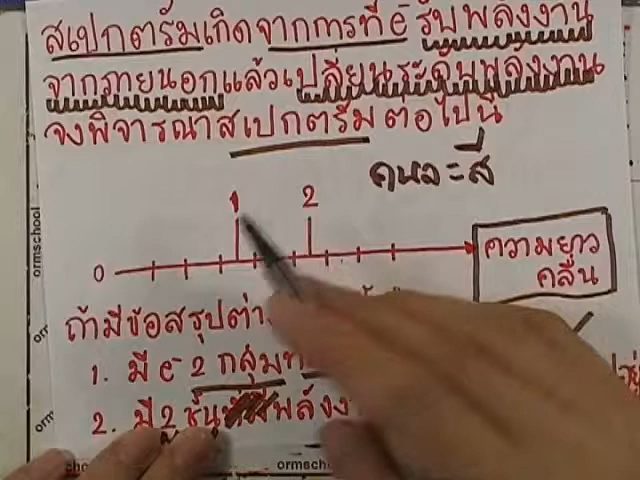 สเปกตรัมเกิดจากการที่ e⁻ รับพลังงาน
จากภายนอกแล้วเปลี่ยนระดับพลังงาน
จงพิจารณาสเปกตรัมต่อไปนี้
คนละสี
1 2
0
ความยาว
คลื่น
ถ้ามีข้อสรุปต่าง
1. มี e⁻ 2 กลุ่มที่
2. มี 2 ชั้น พลังง
ormschool
orm
ormscho